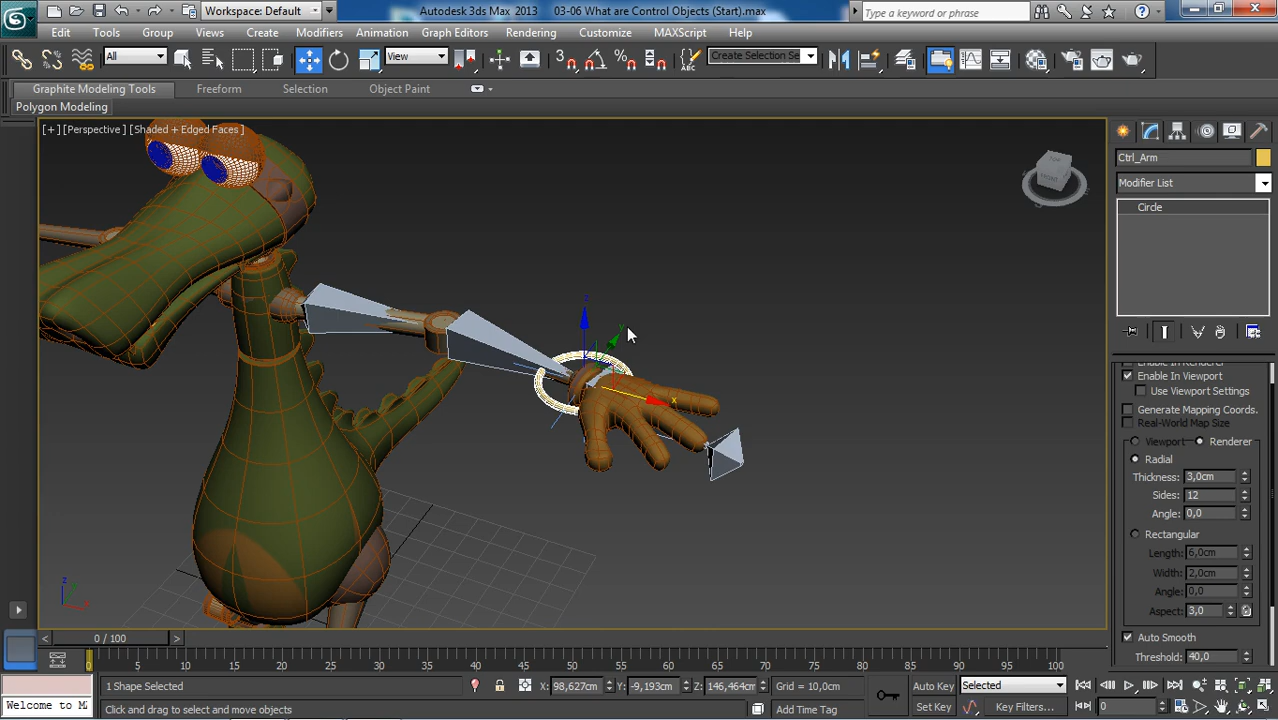 Workspace: Default
Autodesk 3ds Max 2013    03-06 What are Control Objects (Start).max
Type a keyword or phrase
Edit Tools Group Views Create Modifiers Animation Graph Editors Rendering Customize MAXScript Help
All
View
3
Create Selection Se
Graphite Modeling Tools Freeform Selection Object Paint
Polygon Modeling
[+] [Perspective] [Shaded + Edged Faces]
Ctrl_Arm
Modifier List
Circle
z
y
x
Enable In Renderer
Enable In Viewport
Use Viewport Settings
Generate Mapping Coords.
Real-World Map Size
Viewport Renderer
Radial
Thickness: 3,0cm
Sides: 12
Angle: 0,0
Rectangular
Length: 6,0cm
Width: 2,0cm
Angle: 0,0
Aspect: 3,0
Auto Smooth
Threshold: 40,0
z
0 / 100
0 5 10 15 20 25 30 35 40 45 50 55 60 65 70 75 80 85 90 95 100
1 Shape Selected
X: 98,627cm Y: -9,193cm Z: 146,464cm Grid = 10,0cm
Auto Key Selected
Welcome to M
Click and drag to select and move objects
Add Time Tag
Set Key Key Filters... 0